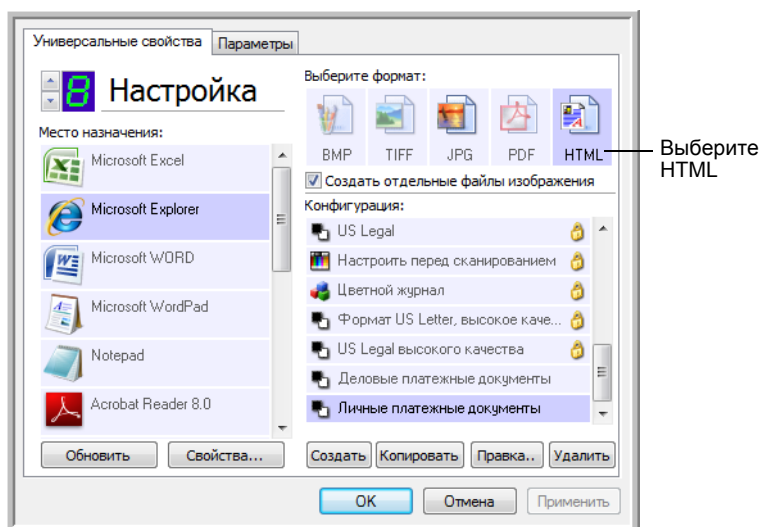 Универсальные свойства
Параметры
8
Настройка
Место назначения:
Microsoft Excel
Microsoft Explorer
Microsoft WORD
Microsoft WordPad
Notepad
Acrobat Reader 8.0
Обновить
Свойства...
Выберите формат:
BMP TIFF JPG PDF HTML
Создать отдельные файлы изображения
Конфигурация:
US Legal
Настроить перед сканированием
Цветной журнал
Формат US Letter, высокое каче...
US Legal высокого качества
Деловые платежные документы
Личные платежные документы
Создать Копировать Правка.. Удалить
OK Отмена Применить
Выберите
HTML